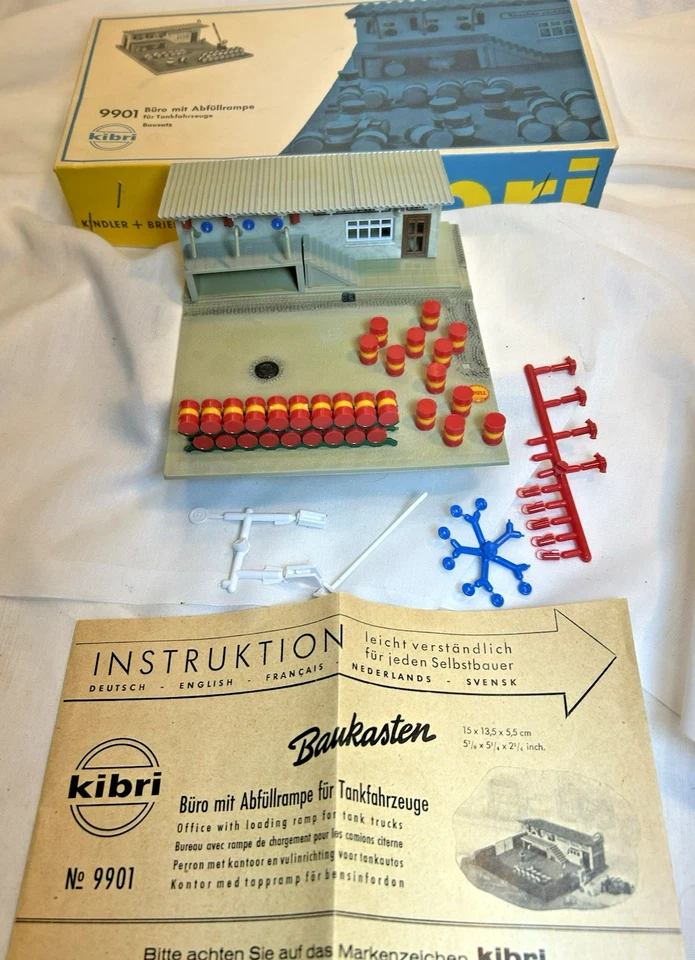 9901 Büro mit Abfüllrampe
für Tankfahrzeuge
Bausatz
kibri
KINDLER + BRIE
bri
INSTRUKTION
leicht verständlich
für jeden Selbstbauer
DEUTSCH - ENGLISH - FRANÇAIS - NEDERLANDS - SVENSK
Baukasten
15 x 13,5 x 5,5 cm
kibri
Büro mit Abfüllrampe für Tankfahrzeuge
Office with loading ramp for tank trucks
Bureau avec rampe de chargement pour les camions citerne
Perron met kantoor en vulinrichting voor tankautos
Kontor med tappramp för bensinfordon
No 9901
Bitte achten Sie auf das Markenzeichen kibri